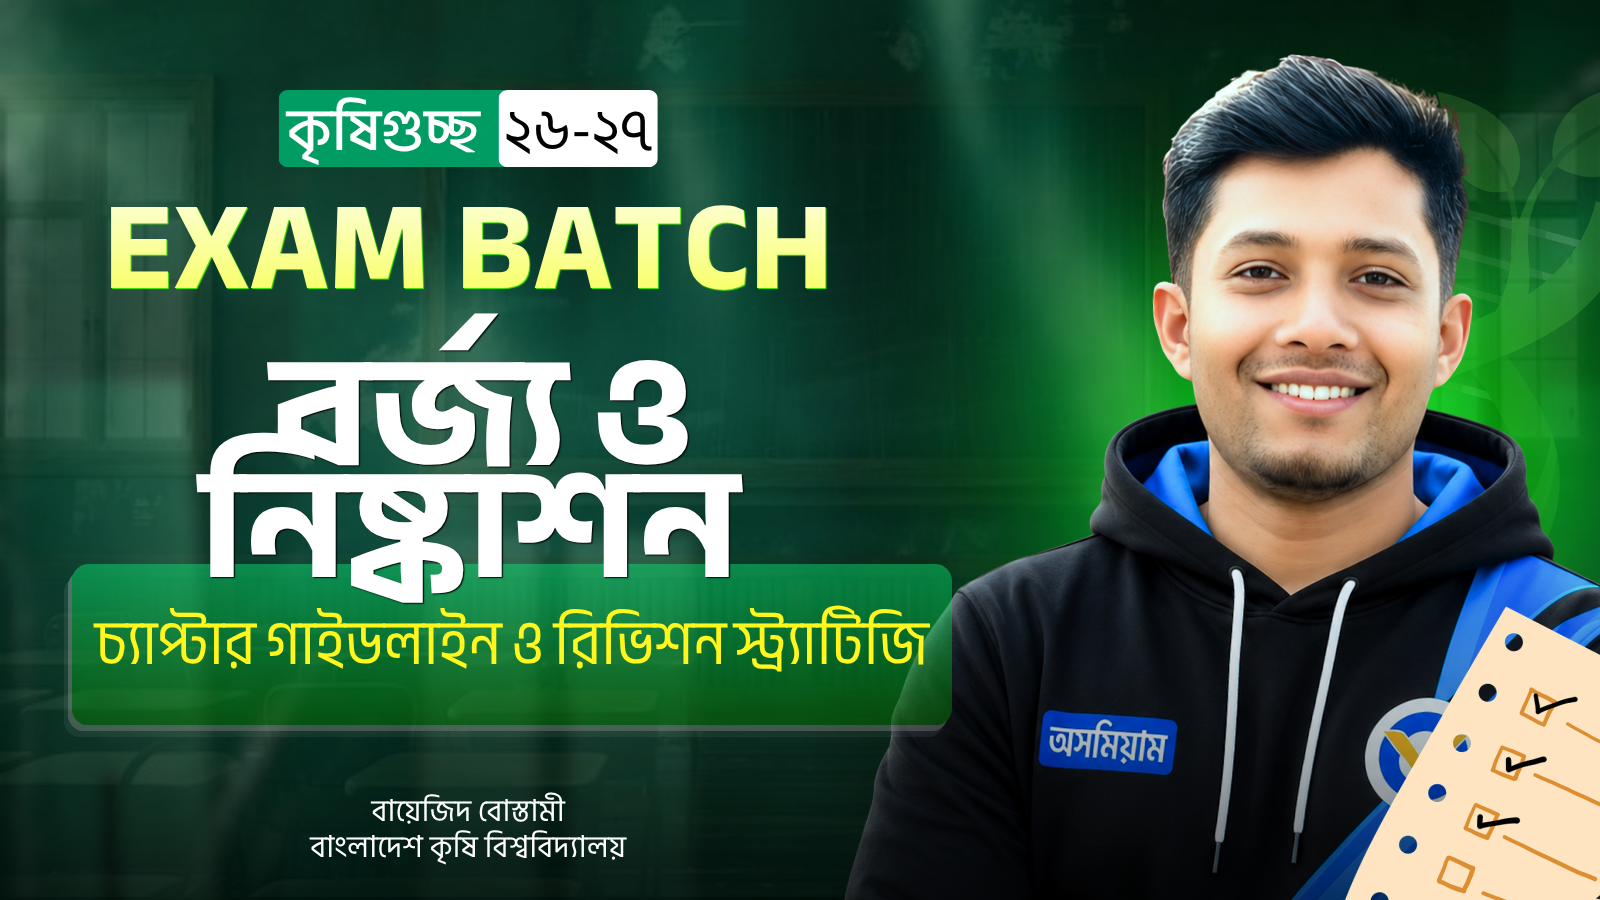 কৃষিগুচ্ছ ২৬-২৭
EXAM BATCH
বর্জ্য ও
নিষ্কাশন
চ্যাপ্টার গাইডলাইন ও রিভিশন স্ট্র্যাটিজি
অসমিয়াম
বায়েজিদ বোস্তামী
বাংলাদেশ কৃষি বিশ্ববিদ্যালয়